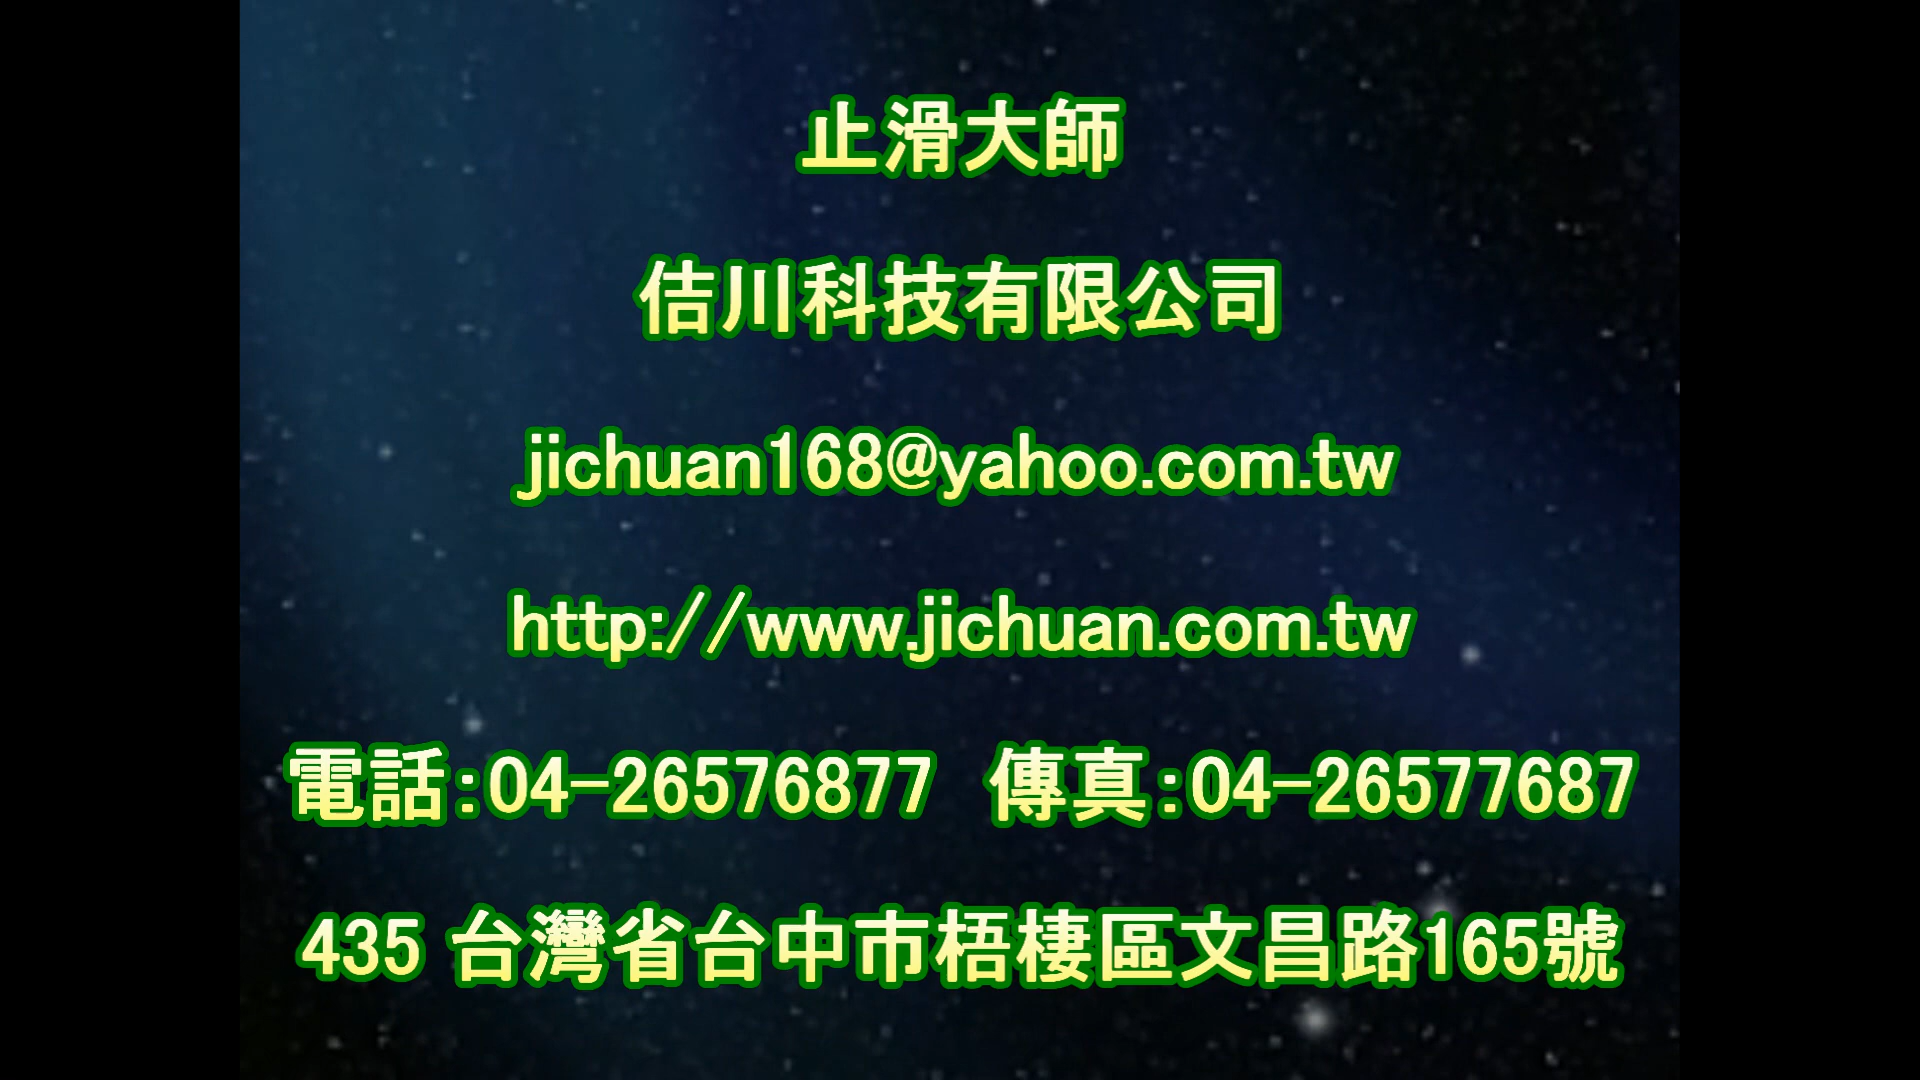 止滑大師
佶川科技有限公司
jichuan168@yahoo.com.tw
http://www.jichuan.com.tw
電話:04-26576877 傳真:04-26577687
435 台灣省台中市梧棲區文昌路165號